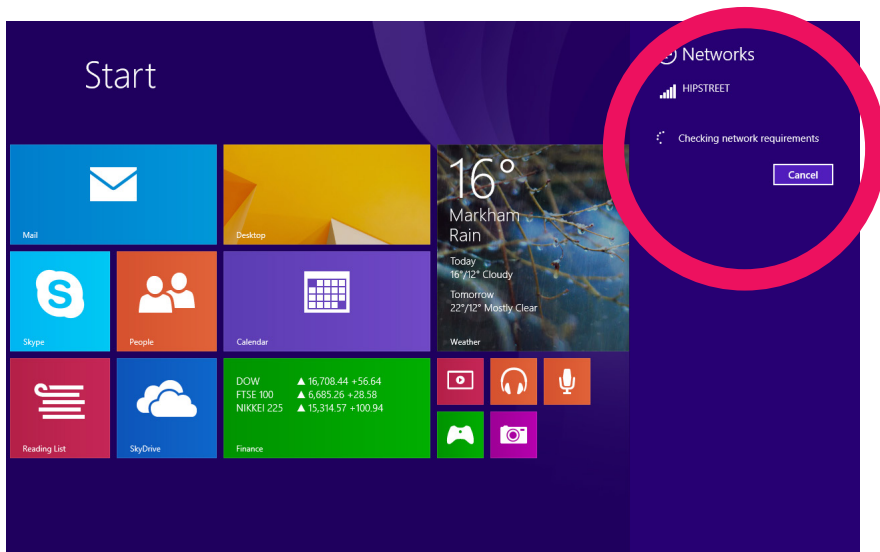 Start
Networks
HIPSTREET
Checking network requirements
Cancel
Mail
Desktop
16°
Markham
Rain
Today
16°/12° Cloudy
Tomorrow
22°/12° Mostly Clear
Weather
Skype
People
Calendar
Reading List
SkyDrive
DOW ▲ 16,708.44 +56.64
FTSE 100 ▲ 6,685.26 +28.58
NIKKEI 225 ▲ 15,314.57 +100.94
Finance